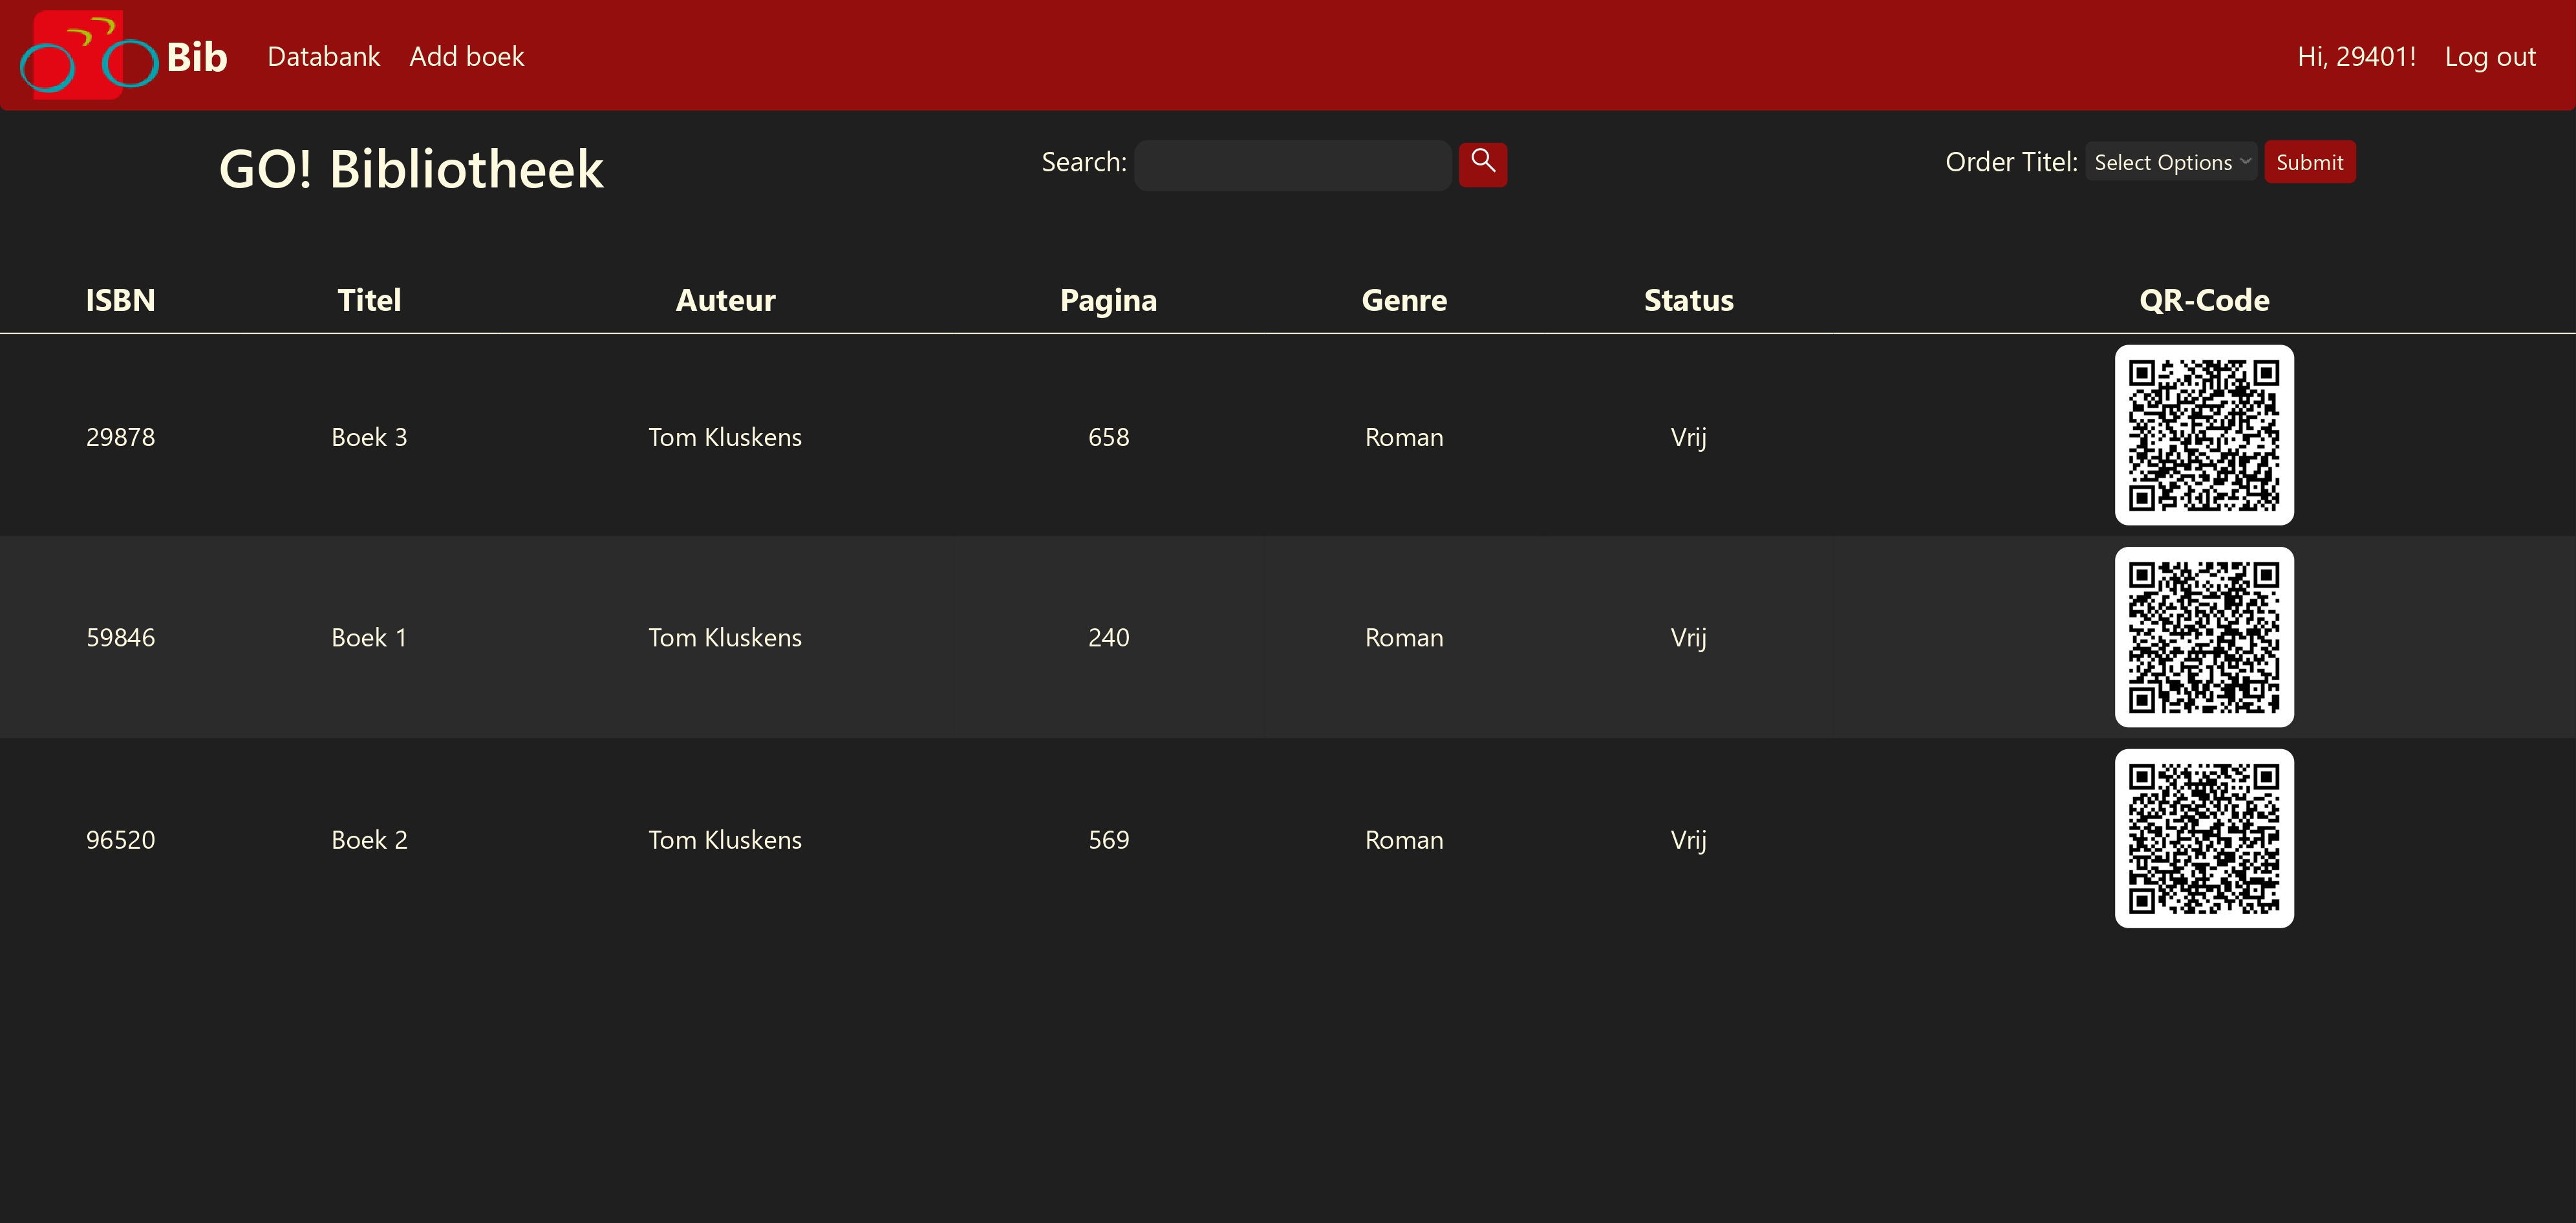 Bib Databank Add boek Hi, 29401! Log out
GO! Bibliotheek Search: Order Titel: Select Options Submit
ISBN Titel Auteur Pagina Genre Status QR-Code
29878 Boek 3 Tom Kluskens 658 Roman Vrij
59846 Boek 1 Tom Kluskens 240 Roman Vrij
96520 Boek 2 Tom Kluskens 569 Roman Vrij